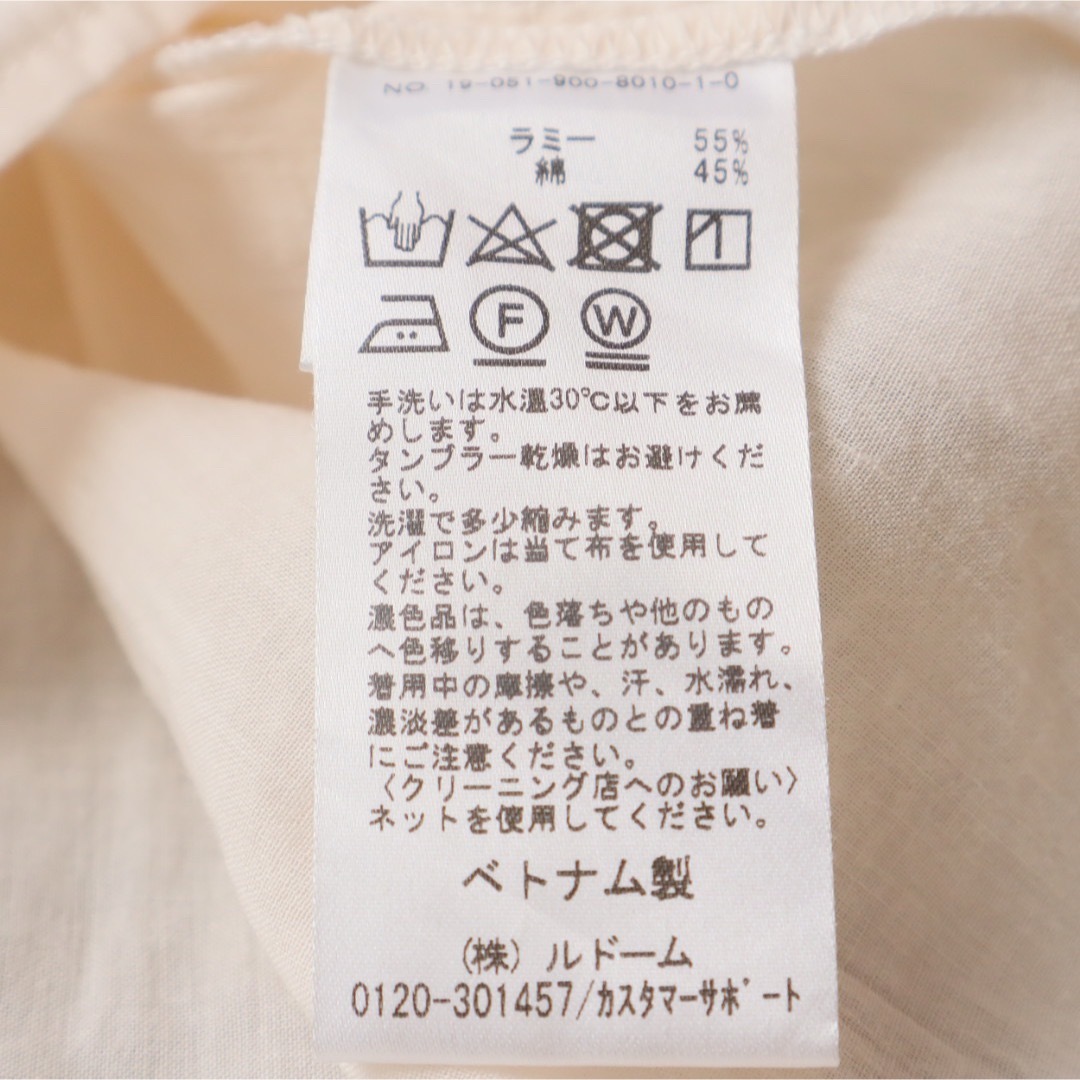 NO. 19-051-900-8010-1-0
ラミー 55%
綿 45%
F W
手洗いは水温30℃以下をお薦
めします。
タンブラー乾燥はお避けくだ
さい。
洗濯で多少縮みます。
アイロンは当て布を使用して
ください。
濃色品は、色落ちや他のもの
へ色移りすることがあります。
着用中の摩擦や、汗、水濡れ、
濃淡差があるものとの重ね着
にご注意ください。
〈クリーニング店へのお願い〉
ネットを使用してください。
ベトナム製
(株) ルドーム
0120-301457/カスタマーサポート